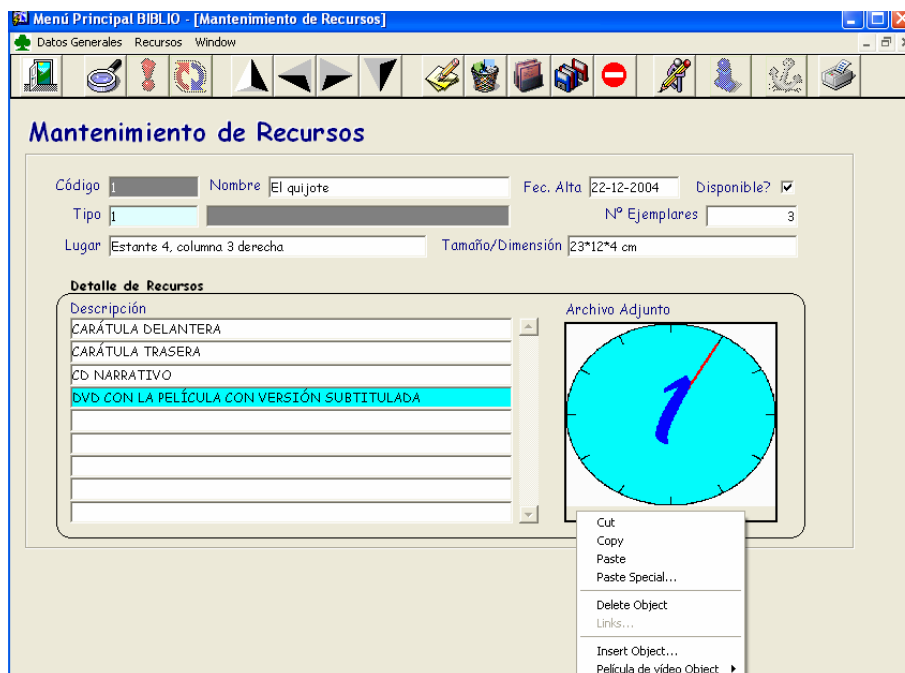 Menú Principal BIBLIO - [Mantenimiento de Recursos]
Datos Generales Recursos Window
Mantenimiento de Recursos
Código 1 Nombre El quijote Fec. Alta 22-12-2004 Disponible?
Tipo 1 Nº Ejemplares 3
Lugar Estante 4, columna 3 derecha Tamaño/Dimensión 23*12*4 cm
Detalle de Recursos
Descripción Archivo Adjunto
CARÁTULA DELANTERA
CARÁTULA TRASERA
CD NARRATIVO
DVD CON LA PELÍCULA CON VERSIÓN SUBTITULADA
1
Cut
Copy
Paste
Paste Special...
Delete Object
Links...
Insert Object...
Película de vídeo Object